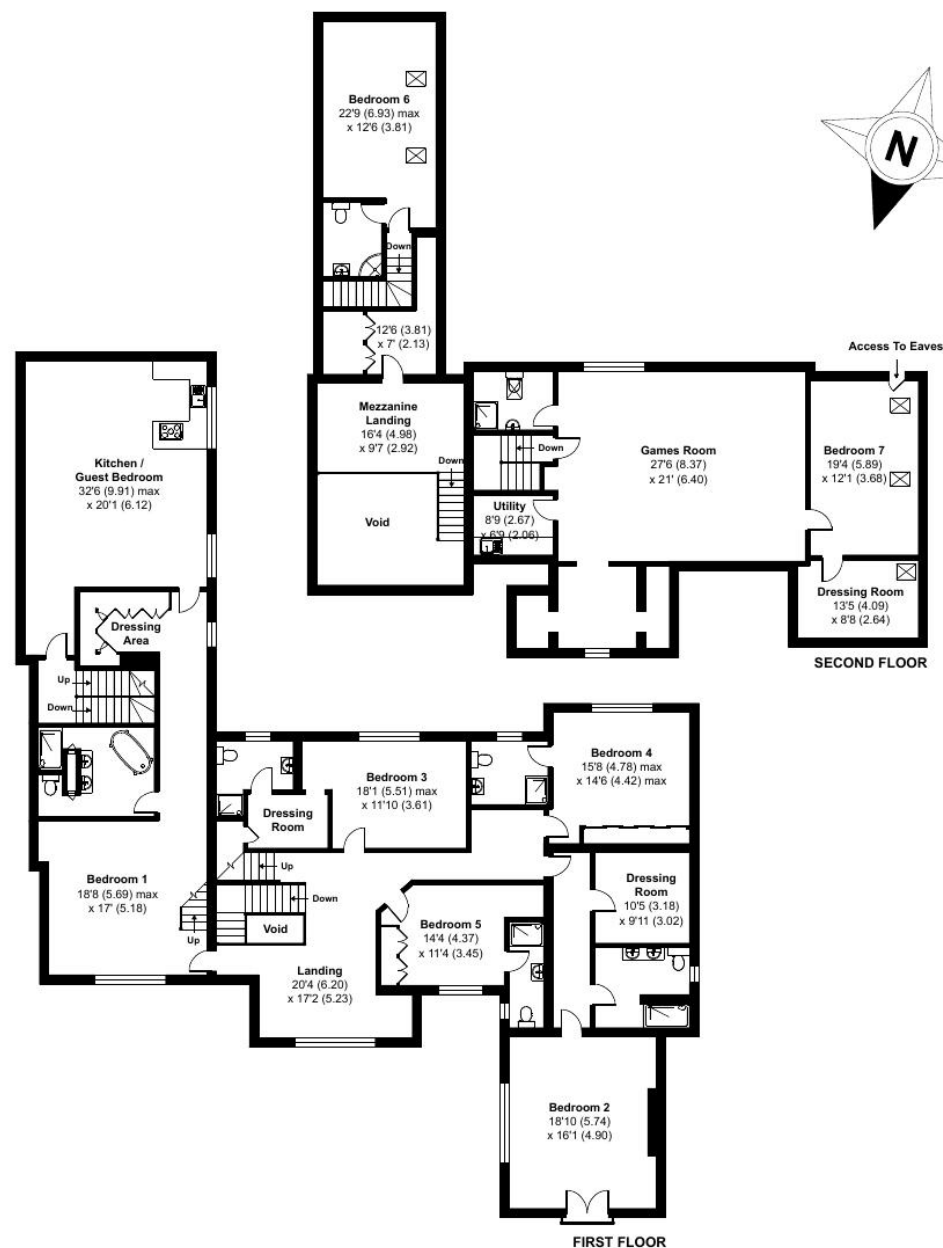 Bedroom 6
22'9 (6.93) max
x 12'6 (3.81)
N
Down
12'6 (3.81)
x 7' (2.13)
Access To Eaves
Mezzanine
Landing
16'4 (4.98)
x 9'7 (2.92)
Down
Void
Down
Games Room
27'6 (8.37)
x 21' (6.40)
Bedroom 7
19'4 (5.89)
x 12'1 (3.68)
Utility
8'9 (2.67)
x 6'9 (2.06)
Dressing Room
13'5 (4.09)
x 8'8 (2.64)
SECOND FLOOR
Kitchen /
Guest Bedroom
32'6 (9.91) max
x 20'1 (6.12)
Dressing
Area
Up
Down
Bedroom 3
18'1 (5.51) max
x 11'10 (3.61)
Bedroom 4
15'8 (4.78) max
x 14'6 (4.42) max
Dressing
Room
Up
Down
Void
Bedroom 1
18'8 (5.69) max
x 17' (5.18)
Up
Dressing
Room
10'5 (3.18)
x 9'11 (3.02)
Bedroom 5
14'4 (4.37)
x 11'4 (3.45)
Landing
20'4 (6.20)
x 17'2 (5.23)
Bedroom 2
18'10 (5.74)
x 16'1 (4.90)
FIRST FLOOR